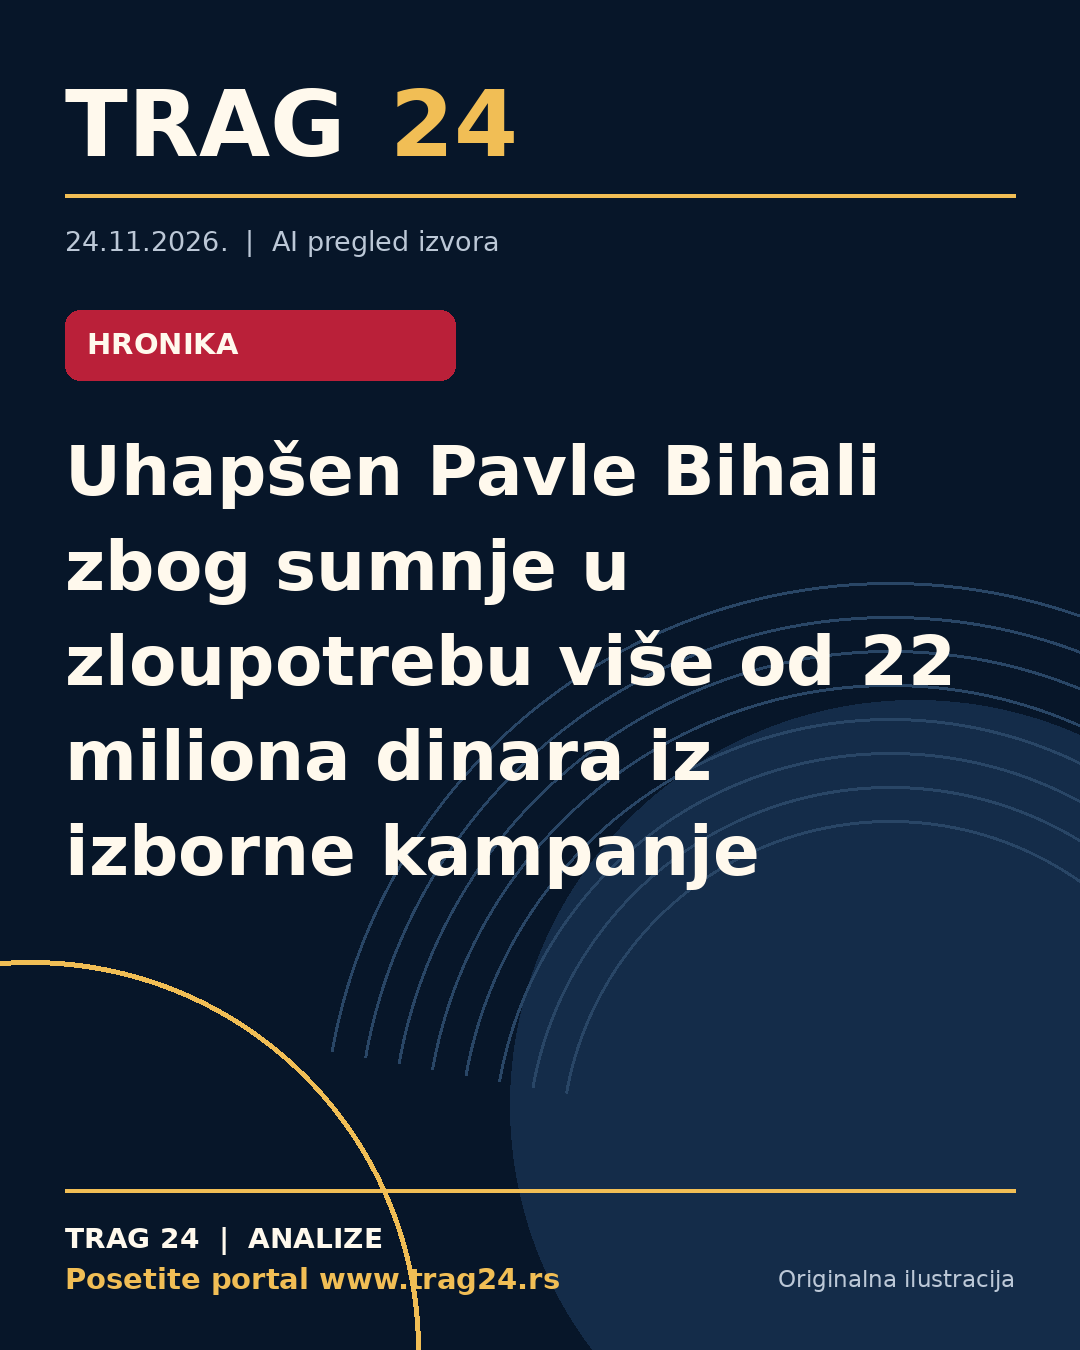 TRAG 24
24.11.2026. | AI pregled izvora
HRONIKA
Uhapšen Pavle Bihali
zbog sumnje u
zloupotrebu više od 22
miliona dinara iz
izborne kampanje
TRAG 24 | ANALIZE
Posetite portal www.trag24.rs
Originalna ilustracija